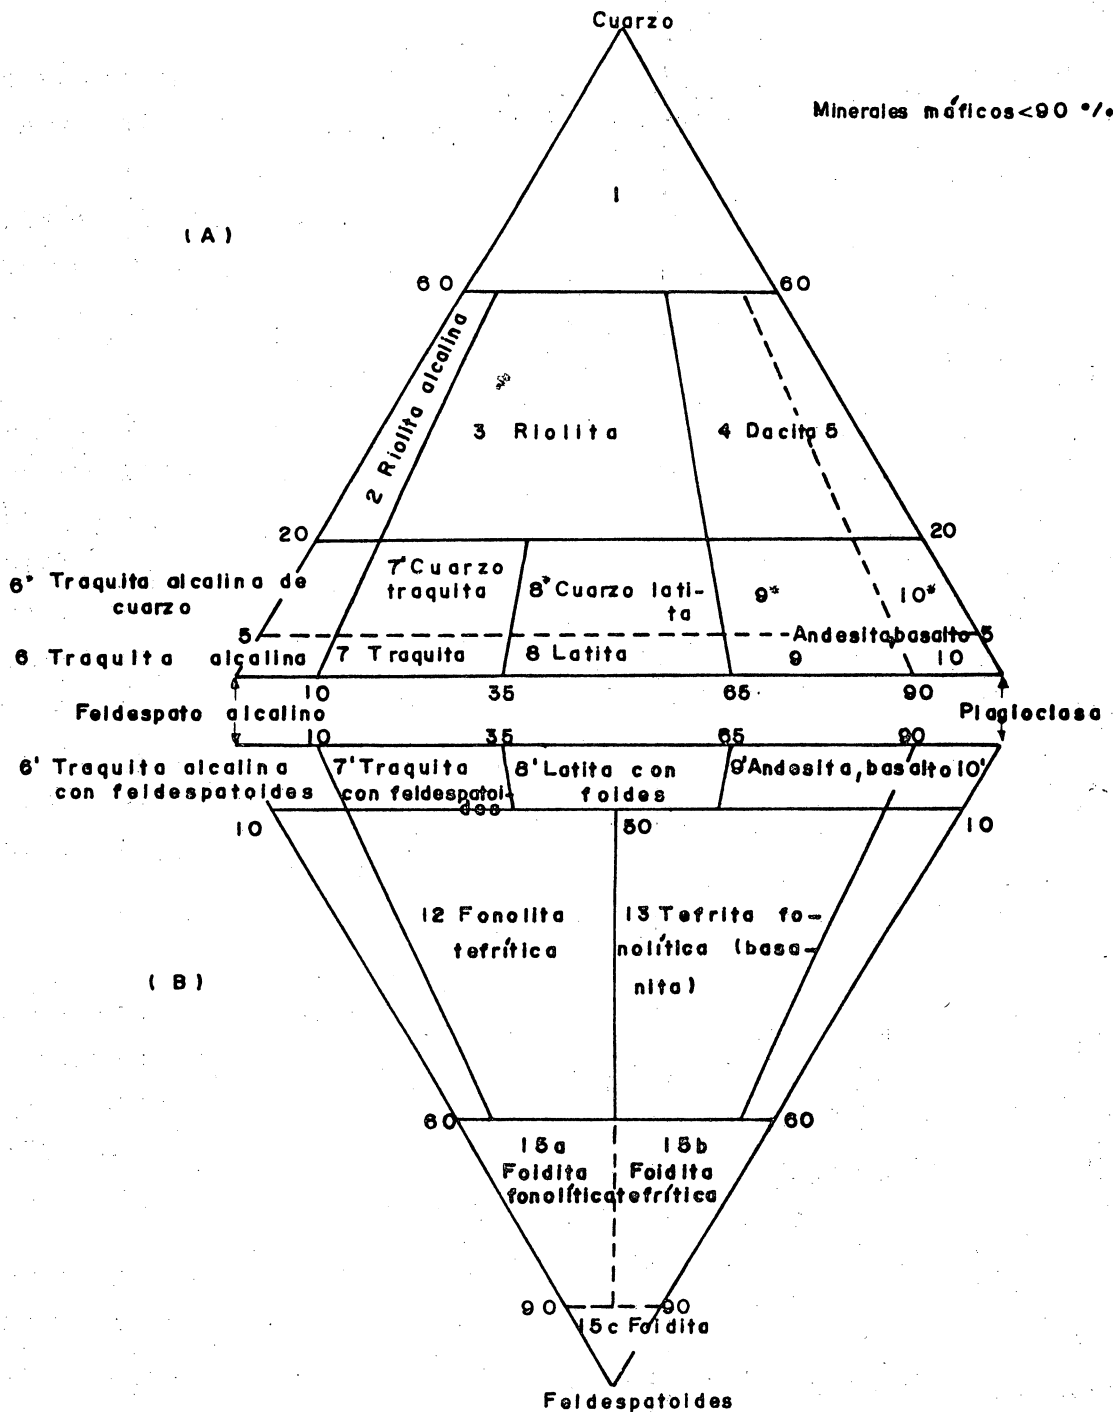 Cuarzo
Minerales máficos<90 %
1
(A)
60
60
2 Riolita alcalina
3 Riolita
4 Dacita 5
20
20
6* Traquita alcalina de
cuarzo
7* Cuarzo
traquita
8* Cuarzo lati-
ta
9*
10*
5
Andesita, basalto 5
6 Traquita alcalina
7 Traquita
8 Latita
9
10
10
35
65
90
Feldespato alcalino
Plagioclasa
10
35
65
90
6' Traquita alcalina
con feldespatoides
7' Traquita
con feldespatoi-
des
8' Latita con
foides
9' Andesita, basalto 10'
10
50
10
12 Fonolita
tefrítica
13 Tefrita fo-
nolítica (basa-
nita)
(B)
60
60
15a
Foidita
fonolítica
15b
Foidita
tefrítica
90
90
15c Foidita
Feldespatoides